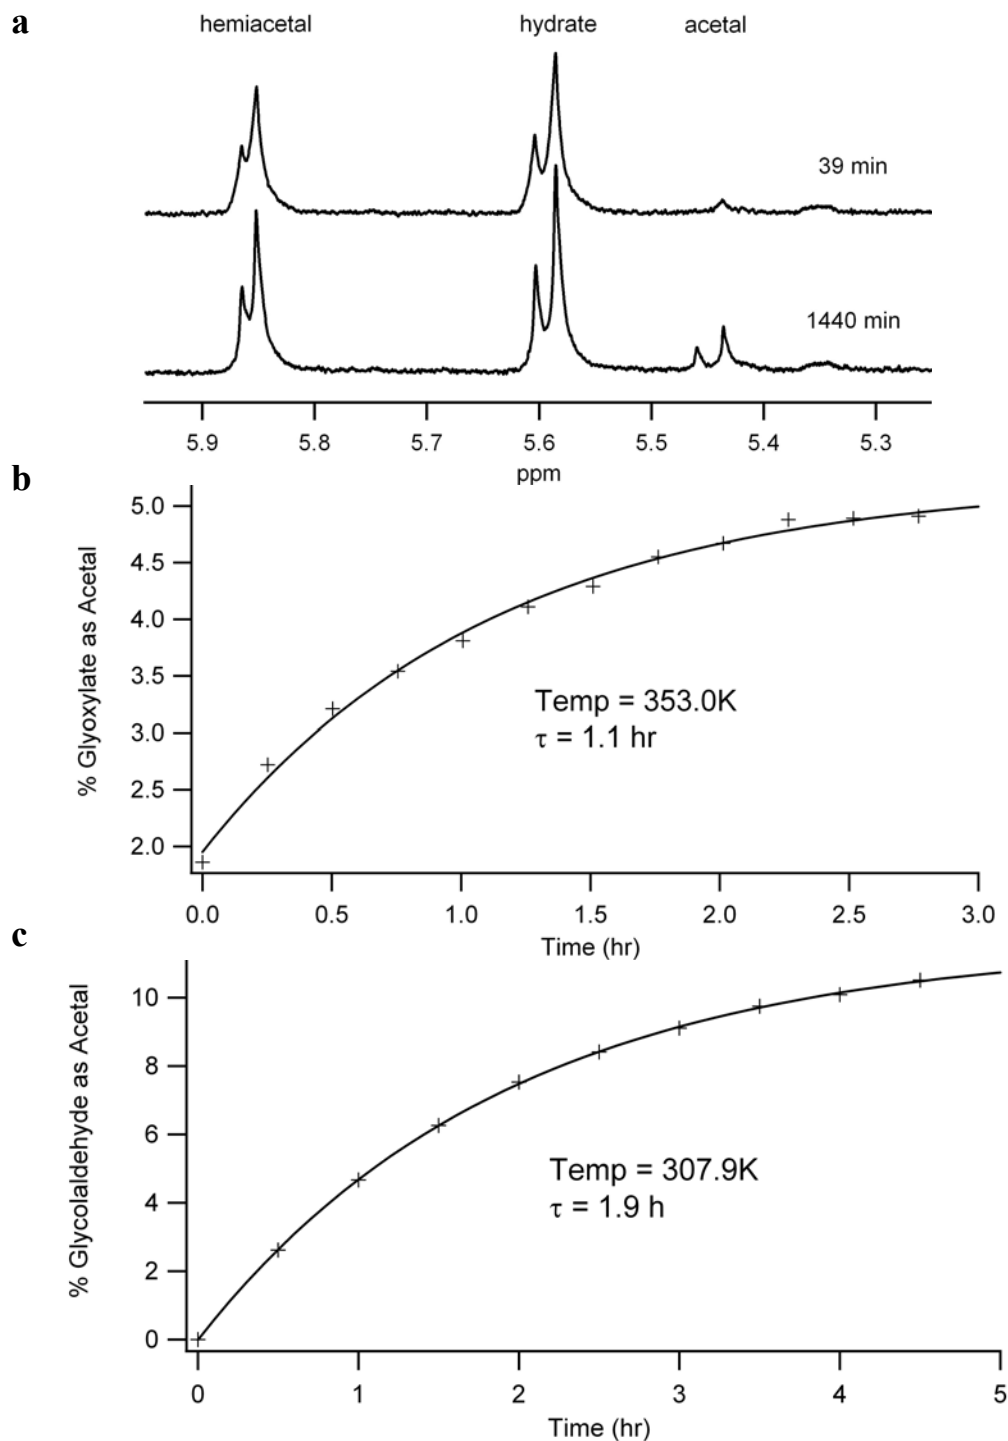 a
hemiacetal hydrate acetal
39 min
1440 min
5.9 5.8 5.7 5.6 5.5 5.4 5.3
ppm
b
5.0
4.5
4.0
3.5
3.0
2.5
2.0
% Glyoxylate as Acetal
Temp = 353.0K
τ = 1.1 hr
0.0 0.5 1.0 1.5 2.0 2.5 3.0
Time (hr)
c
10
8
6
4
2
0
% Glycolaldehyde as Acetal
Temp = 307.9K
τ = 1.9 h
0 1 2 3 4 5
Time (hr)